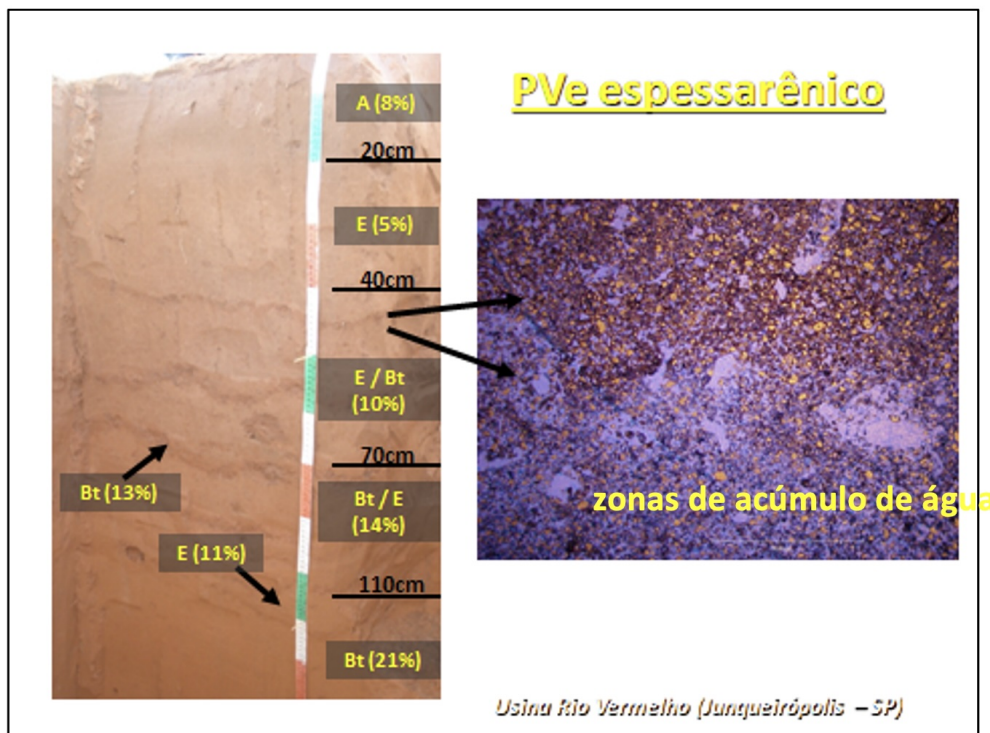 PVe espessarênico
A (8%)
20cm
E (5%)
40cm
E / Bt
(10%)
70cm
Bt (13%)
Bt / E
(14%)
E (11%)
110cm
Bt (21%)
zonas de acúmulo de água
Usina Rio Vermelho (Junqueirópolis – SP)